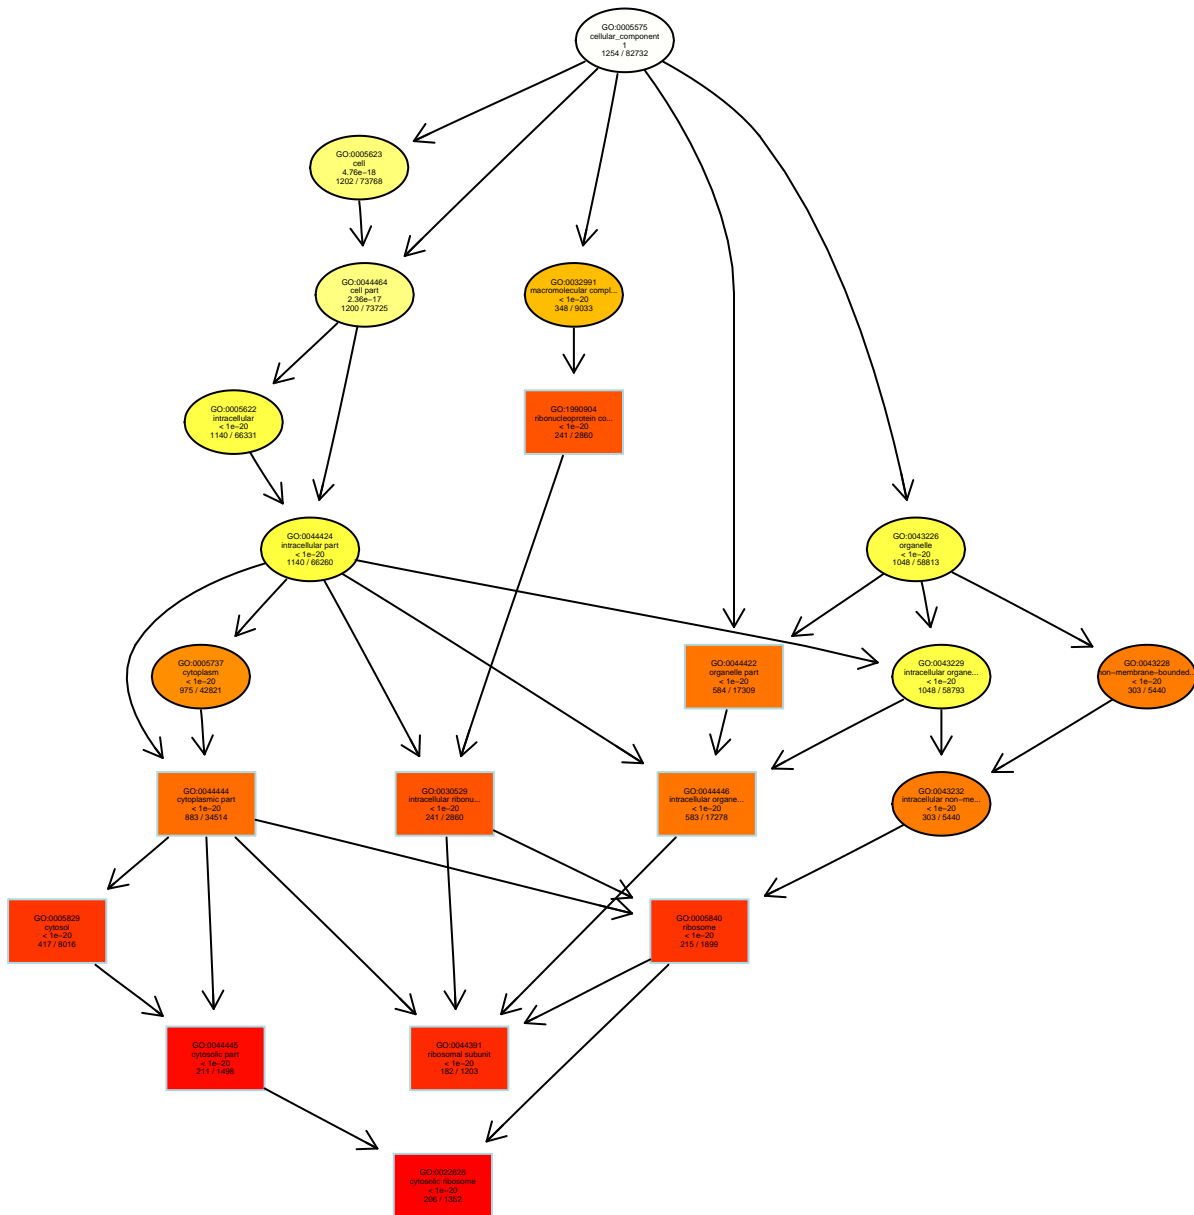 GO:0005575
cellular_component
1
1254 / 82732
GO:0005623
cell
4.76e−18
1202 / 73768
GO:0044464
cell part
2.36e−17
1200 / 73725
GO:0032991
macromolecular compl...
< 1e−20
348 / 9033
GO:0005622
intracellular
< 1e−20
1140 / 66331
GO:1990904
ribonucleoprotein co...
< 1e−20
241 / 2860
GO:0044424
intracellular part
< 1e−20
1140 / 66260
GO:0043226
organelle
< 1e−20
1048 / 58813
GO:0005737
cytoplasm
< 1e−20
975 / 42821
GO:0044422
organelle part
< 1e−20
584 / 17309
GO:0043229
intracellular organe...
< 1e−20
1048 / 58793
GO:0043228
non−membrane−bounded...
< 1e−20
303 / 5440
GO:0044444
cytoplasmic part
< 1e−20
883 / 34514
GO:0030529
intracellular ribonu...
< 1e−20
241 / 2860
GO:0044446
intracellular organe...
< 1e−20
583 / 17278
GO:0043232
intracellular non−me...
< 1e−20
303 / 5440
GO:0005829
cytosol
< 1e−20
417 / 8016
GO:0005840
ribosome
< 1e−20
215 / 1899
GO:0044445
cytosolic part
< 1e−20
211 / 1498
GO:0044391
ribosomal subunit
< 1e−20
182 / 1203
GO:0022626
cytosolic ribosome
< 1e−20
206 / 1352